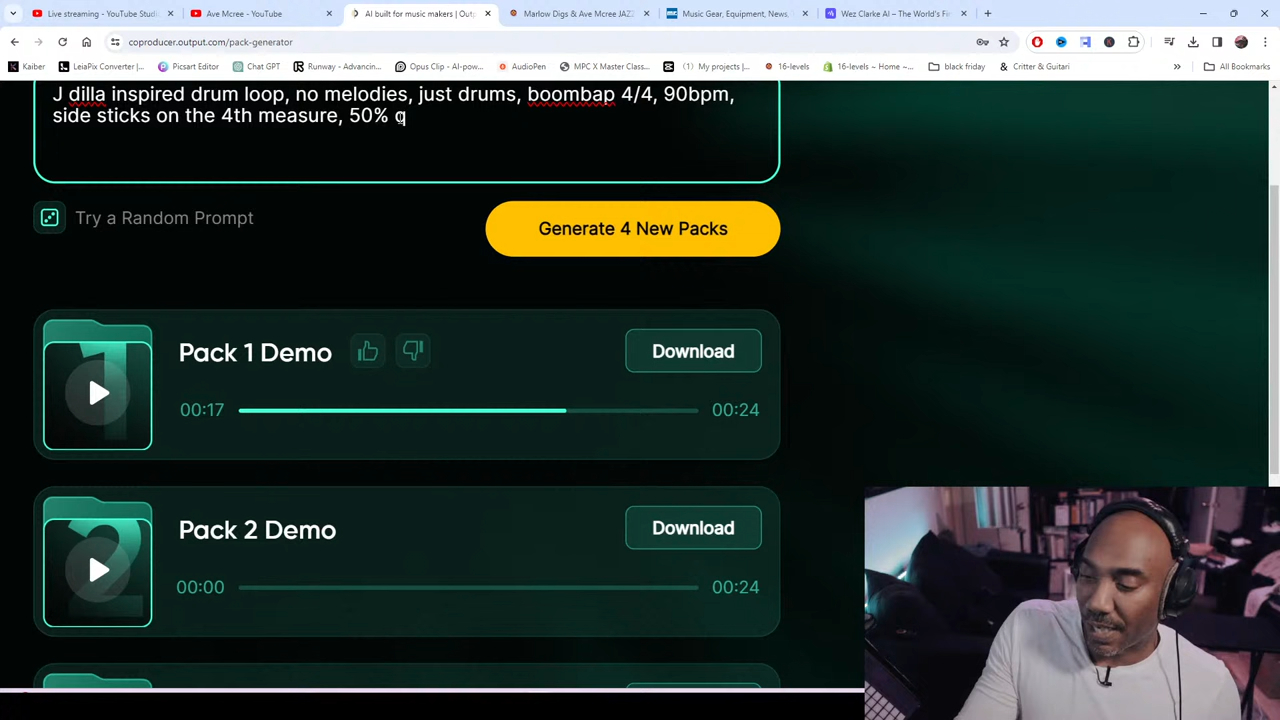 Live streaming - YouTube Studi
Ave Mcree - YouTube
AI built for music makers | Outp
Marlow Digs & Ave Mcree JAZZ
Music Gear, Equipment, News,
Wez Clarke AI – The World's Fi
coproducer.output.com/pack-generator
Kaiber
LeiaPix Converter |...
Picsart Editor
Chat GPT
Runway - Advancin...
Opus Clip - AI-pow...
AudioPen
MPC X Master Class...
(1) My projects |...
16-levels
16-levels ~ Home ~...
black friday
Critter & Guitari
»
All Bookmarks
J dilla inspired drum loop, no melodies, just drums, boombap 4/4, 90bpm,
side sticks on the 4th measure, 50% q
Try a Random Prompt
Generate 4 New Packs
1
Pack 1 Demo
Download
00:17
00:24
2
Pack 2 Demo
Download
00:00
00:24